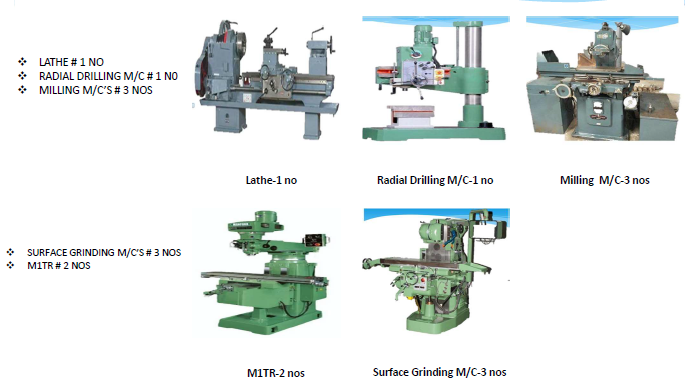 ❖ LATHE # 1 NO
❖ RADIAL DRILLING M/C # 1 N0
❖ MILLING M/C'S # 3 NOS
Lathe-1 no
Radial Drilling M/C-1 no
Milling M/C-3 nos
❖ SURFACE GRINDING M/C'S # 3 NOS
❖ M1TR # 2 NOS
M1TR-2 nos
Surface Grinding M/C-3 nos